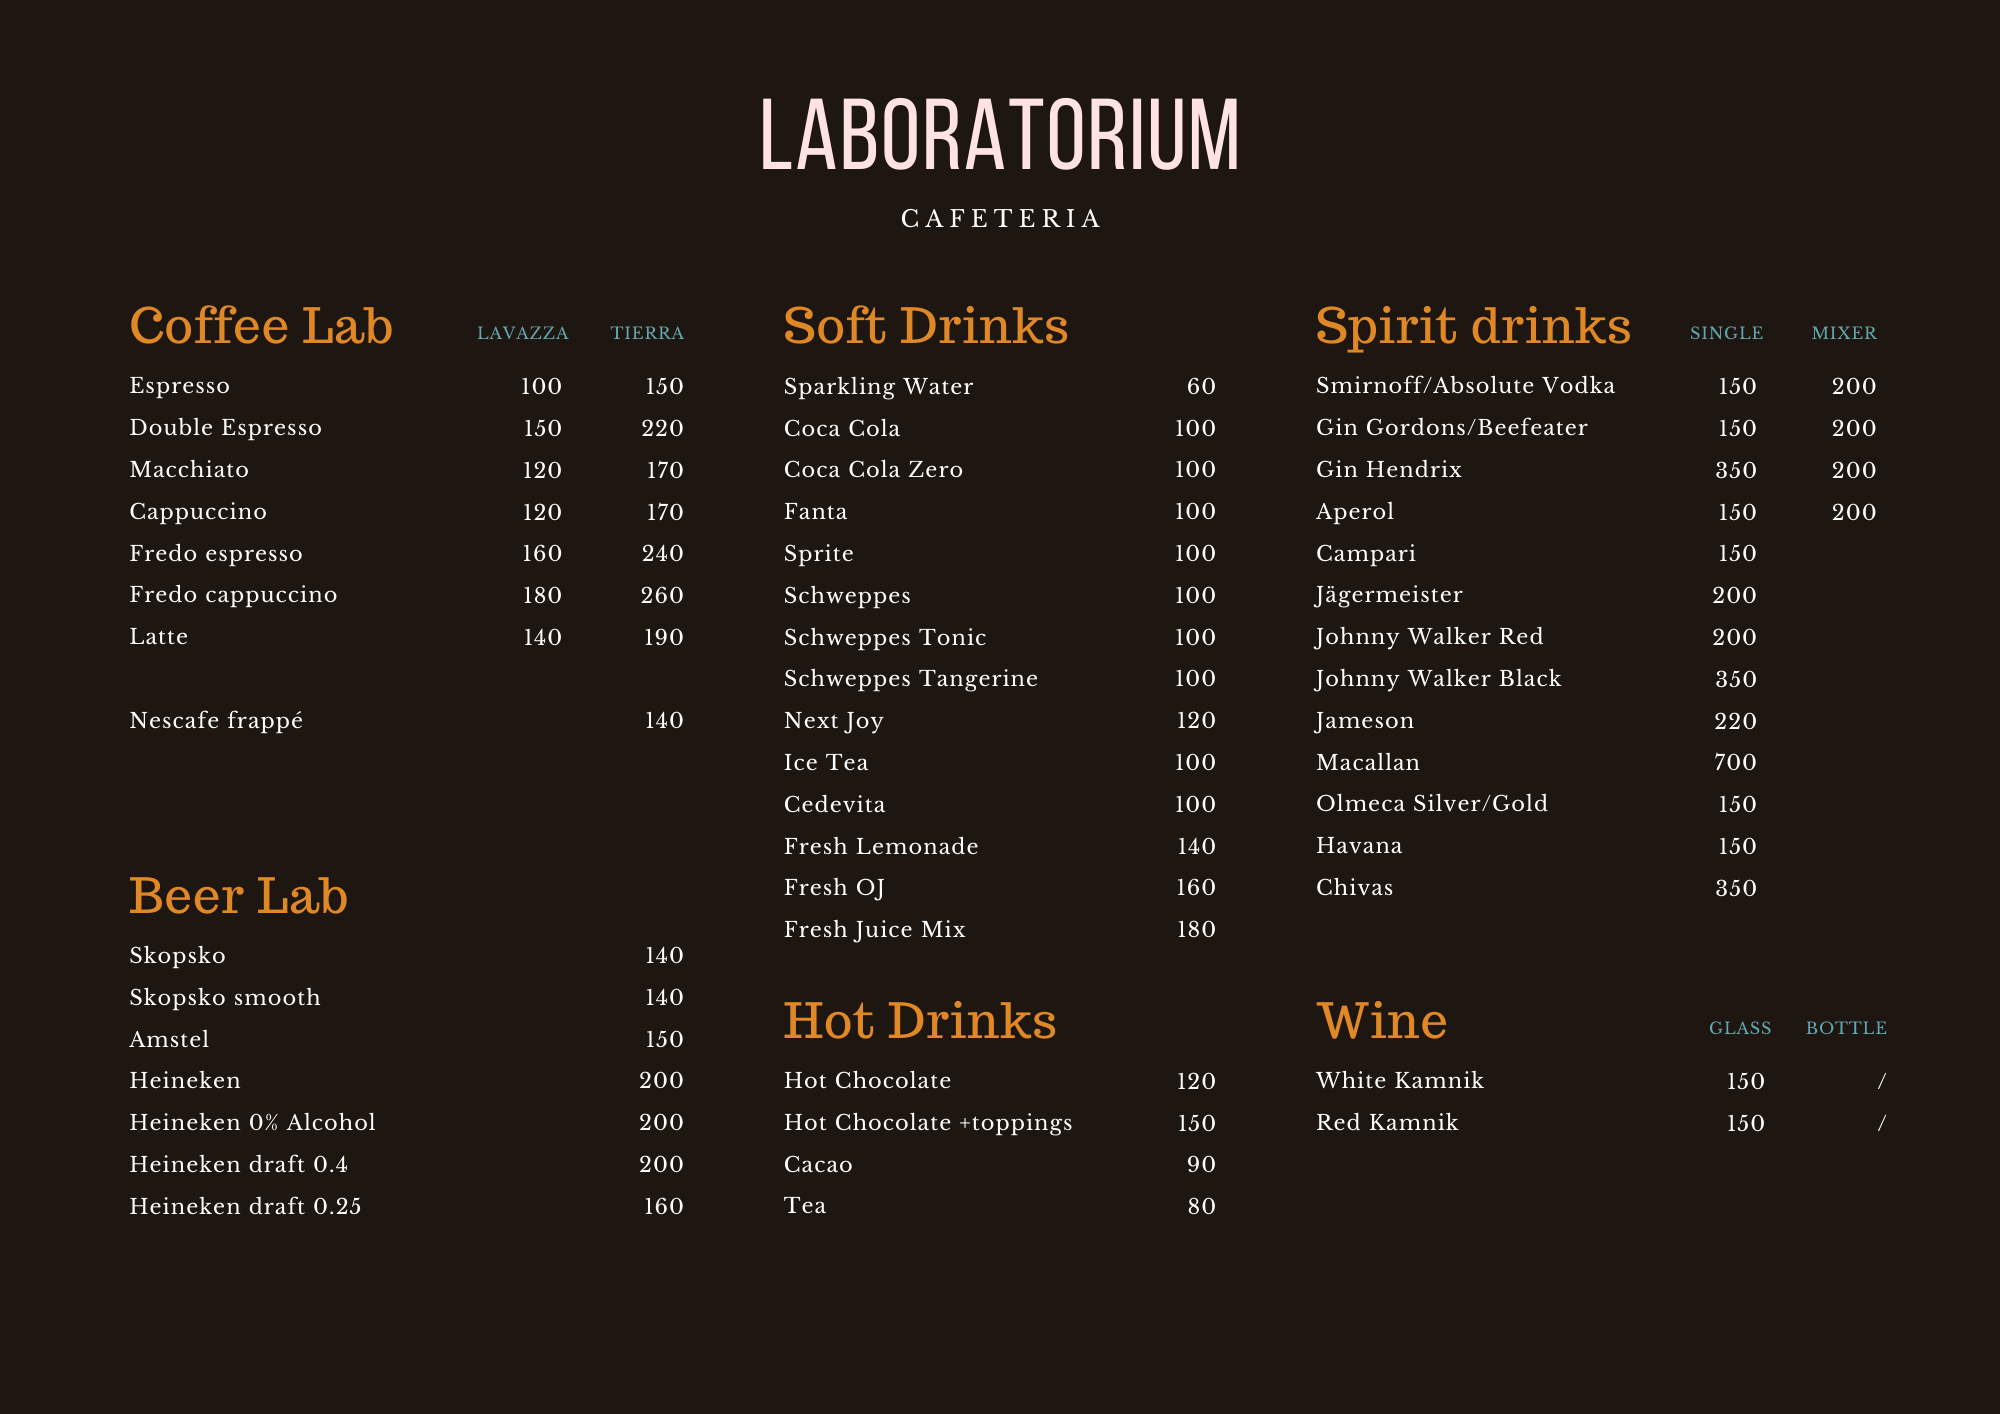 LABORATORIUM
CAFETERIA
Coffee Lab LAVAZZA TIERRA
Espresso 100 150
Double Espresso 150 220
Macchiato 120 170
Cappuccino 120 170
Fredo espresso 160 240
Fredo cappuccino 180 260
Latte 140 190
Nescafe frappé 140
Beer Lab
Skopsko 140
Skopsko smooth 140
Amstel 150
Heineken 200
Heineken 0% Alcohol 200
Heineken draft 0.4 200
Heineken draft 0.25 160
Soft Drinks
Sparkling Water 60
Coca Cola 100
Coca Cola Zero 100
Fanta 100
Sprite 100
Schweppes 100
Schweppes Tonic 100
Schweppes Tangerine 100
Next Joy 120
Ice Tea 100
Cedevita 100
Fresh Lemonade 140
Fresh OJ 160
Fresh Juice Mix 180
Hot Drinks
Hot Chocolate 120
Hot Chocolate +toppings 150
Cacao 90
Tea 80
Spirit drinks SINGLE MIXER
Smirnoff/Absolute Vodka 150 200
Gin Gordons/Beefeater 150 200
Gin Hendrix 350 200
Aperol 150 200
Campari 150
Jägermeister 200
Johnny Walker Red 200
Johnny Walker Black 350
Jameson 220
Macallan 700
Olmeca Silver/Gold 150
Havana 150
Chivas 350
Wine GLASS BOTTLE
White Kamnik 150 /
Red Kamnik 150 /